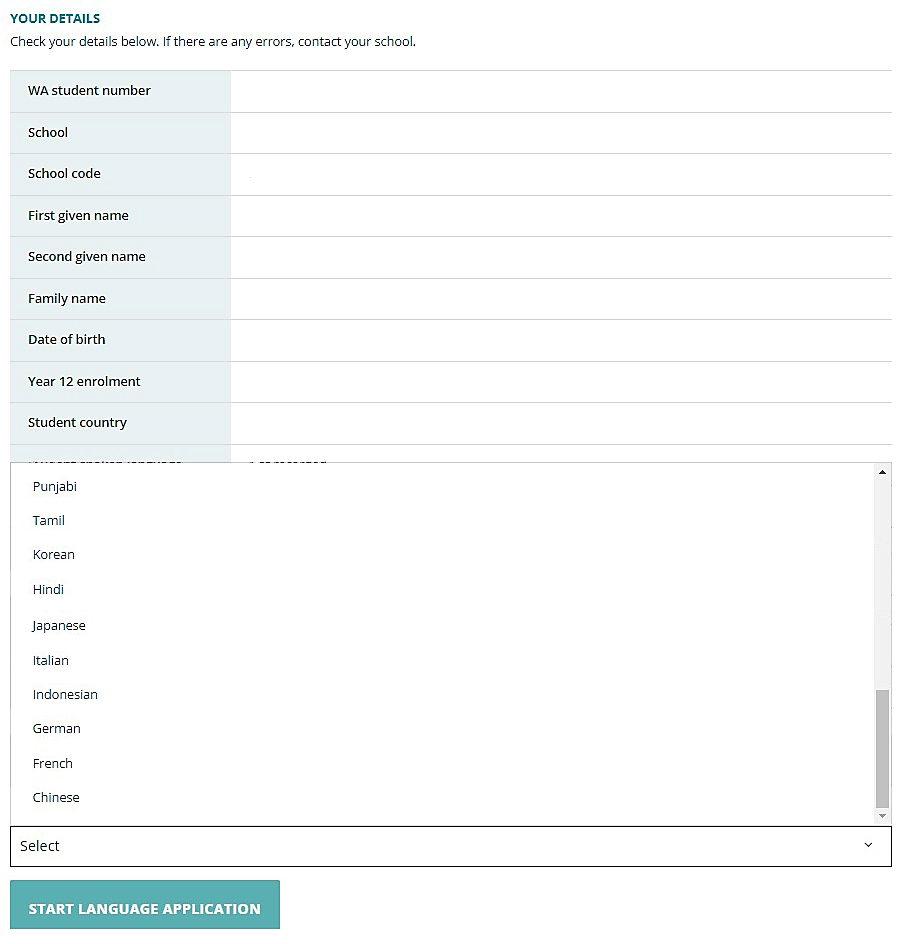 YOUR DETAILS
Check your details below. If there are any errors, contact your school.
WA student number
School
School code
First given name
Second given name
Family name
Date of birth
Year 12 enrolment
Student country
Punjabi
Tamil
Korean
Hindi
Japanese
Italian
Indonesian
German
French
Chinese
Select
START LANGUAGE APPLICATION